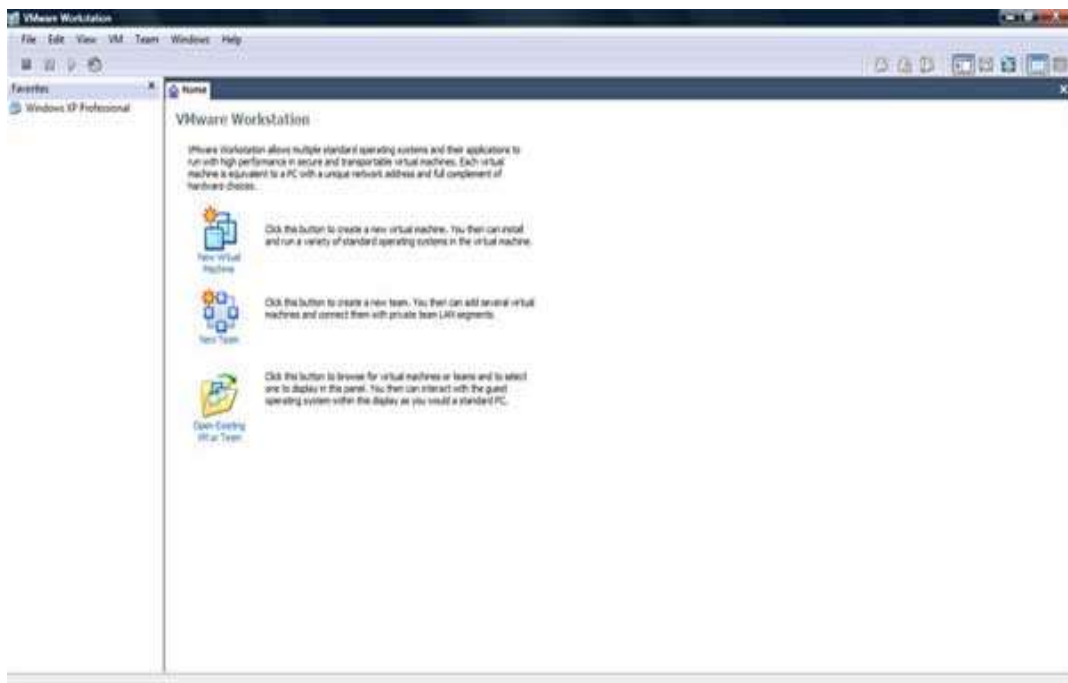 VMware Workstation
File Edit View VM Team Windows Help
Favorites
Home
Windows XP Professional
VMware Workstation
VMware Workstation allows multiple standard operating systems and their applications to
run with high performance in secure and transportable virtual machines. Each virtual
machine is equivalent to a PC with a unique network address and full complement of
hardware choices.
New Virtual
Machine
Click this button to create a new virtual machine. You then can install
and run a variety of standard operating systems in the virtual machine.
New Team
Click this button to create a new team. You then can add several virtual
machines and connect them with private team LAN segments.
Open Existing
VM or Team
Click this button to browse for virtual machines or teams and to select
one to display in this panel. You then can interact with the guest
operating system within the display as you would a standard PC.